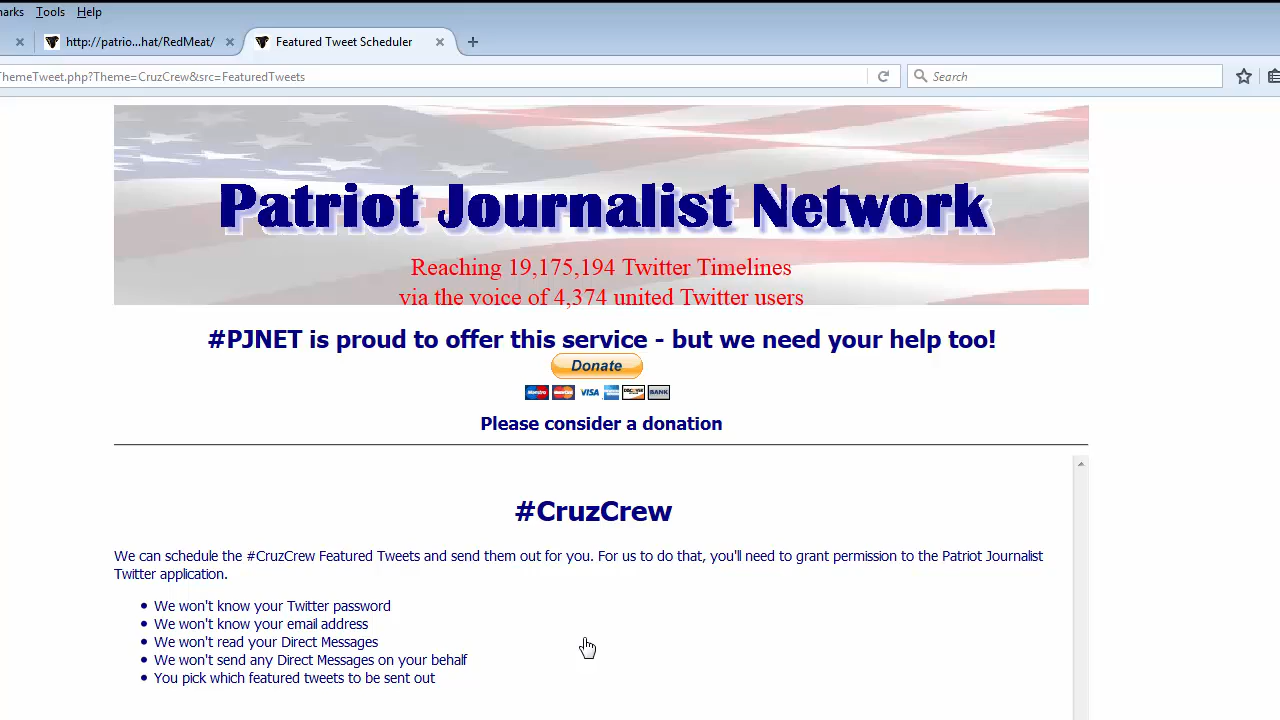 arks Tools Help
http://patrio...hat/RedMeat/ Featured Tweet Scheduler
ThemeTweet.php?Theme=CruzCrew&src=FeaturedTweets Search
Patriot Journalist Network
Reaching 19,175,194 Twitter Timelines
via the voice of 4,374 united Twitter users
#PJNET is proud to offer this service - but we need your help too!
Donate
Maestro MasterCard VISA DISCOVER BANK
Please consider a donation
#CruzCrew
We can schedule the #CruzCrew Featured Tweets and send them out for you. For us to do that, you'll need to grant permission to the Patriot Journalist
Twitter application.
• We won't know your Twitter password
• We won't know your email address
• We won't read your Direct Messages
• We won't send any Direct Messages on your behalf
• You pick which featured tweets to be sent out